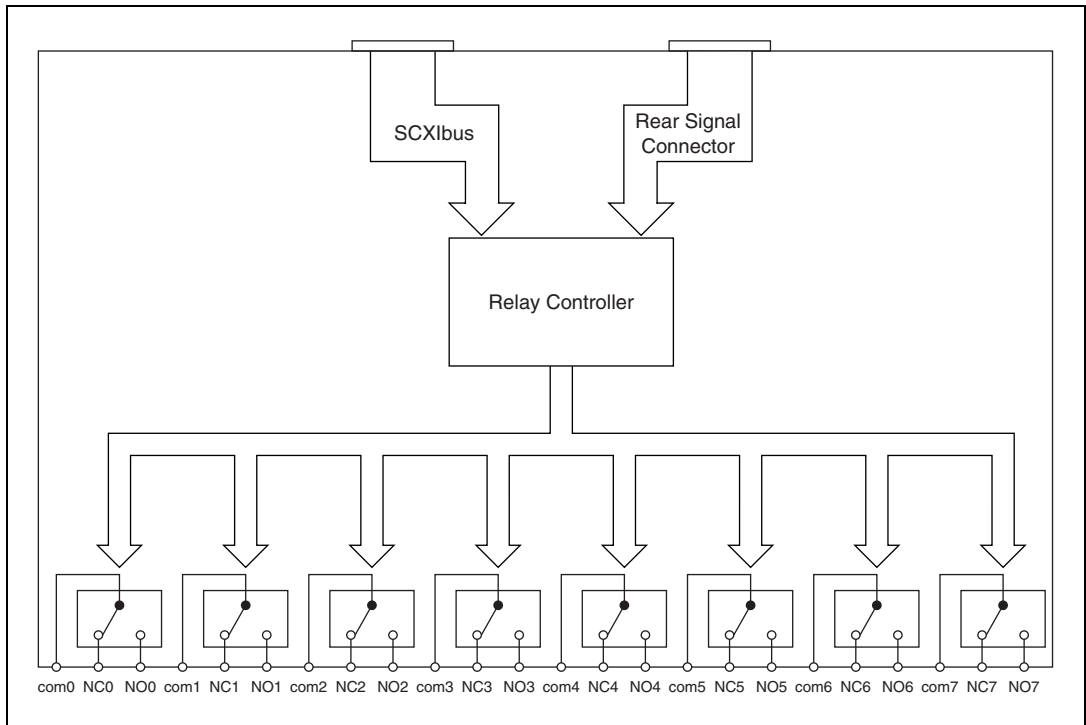 SCXIbus
Rear Signal
Connector
Relay Controller
com0 NC0 NO0 com1 NC1 NO1 com2 NC2 NO2 com3 NC3 NO3 com4 NC4 NO4 com5 NC5 NO5 com6 NC6 NO6 com7 NC7 NO7